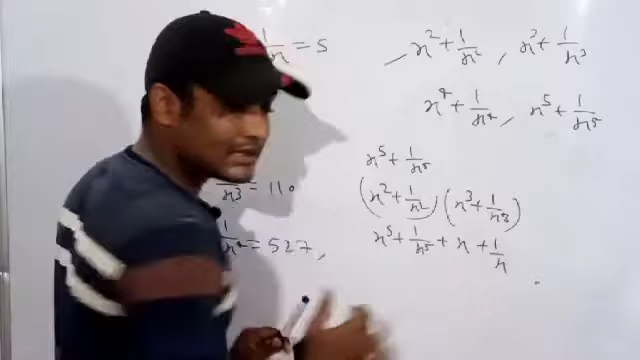 1/x = 5
x² + 1/x², x³ + 1/x³
x⁴ + 1/x⁴, x⁵ + 1/x⁵
x⁵ + 1/x⁵
x3 = 110
(x² + 1/x²)(x³ + 1/x³)
1/x⁴ = 527,
x⁵ + 1/x⁵ + x + 1/x